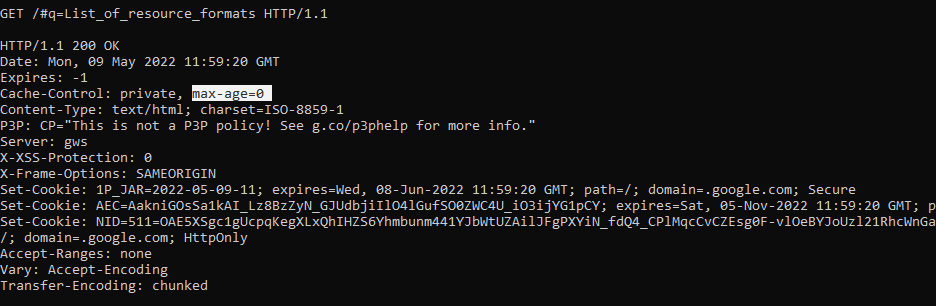 GET /#q=List_of_resource_formats HTTP/1.1
HTTP/1.1 200 OK
Date: Mon, 09 May 2022 11:59:20 GMT
Expires: -1
Cache-Control: private, max-age=0
Content-Type: text/html; charset=ISO-8859-1
P3P: CP="This is not a P3P policy! See g.co/p3phelp for more info."
Server: gws
X-XSS-Protection: 0
X-Frame-Options: SAMEORIGIN
Set-Cookie: 1P_JAR=2022-05-09-11; expires=Wed, 08-Jun-2022 11:59:20 GMT; path=/; domain=.google.com; Secure
Set-Cookie: AEC=AakniGOsSa1kAI_Lz8BzZyN_GJUdbjiIlO4lGufSO0ZWC4U_iO3ijYG1pCY; expires=Sat, 05-Nov-2022 11:59:20 GMT; p
Set-Cookie: NID=511=OAE5XSgc1gUcpqKegXLxQhIHZS6Yhmbunm441YJbWtUZAilJFgPXYiN_fdQ4_CPlMqcCvCZEsg0F-vlOeBYJoUzl21RhcWnGa
/; domain=.google.com; HttpOnly
Accept-Ranges: none
Vary: Accept-Encoding
Transfer-Encoding: chunked